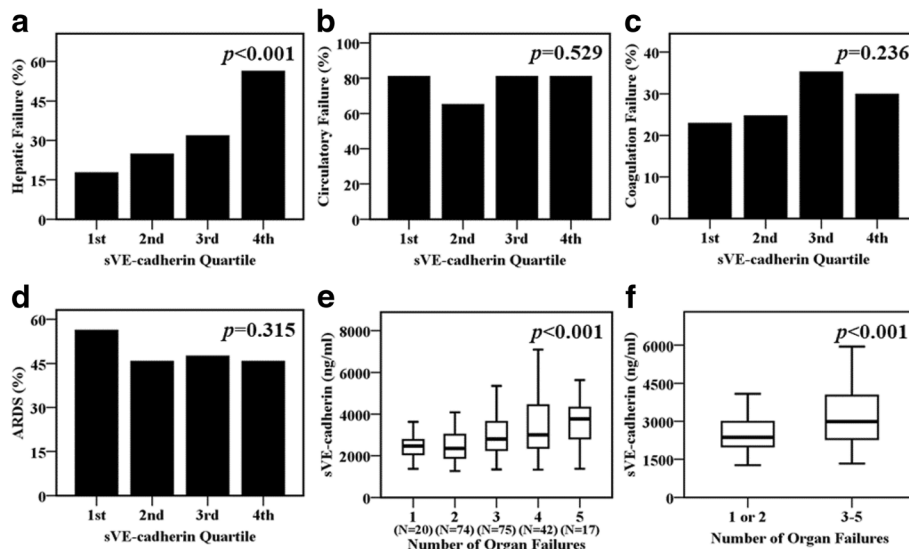 a
p<0.001
Hepatic Failure (%)
60
45
30
15
0
1st 2nd 3rd 4th
sVE-cadherin Quartile
b
p=0.529
Circulatory Failure (%)
100
80
60
40
20
0
1st 2nd 3rd 4th
sVE-cadherin Quartile
c
p=0.236
Coagulation Failure (%)
40
30
20
10
0
1st 2nd 3nd 4th
sVE-cadherin Quartile
d
p=0.315
ARDS (%)
60
45
30
15
0
1st 2nd 3rd 4th
sVE-cadherin Quartile
e
p<0.001
sVE-cadherin (ng/ml)
8000
6000
4000
2000
0
1 2 3 4 5
(N=20) (N=74) (N=75) (N=42) (N=17)
Number of Organ Failures
f
p<0.001
sVE-cadherin (ng/ml)
6000
4500
3000
1500
0
1 or 2 3-5
Number of Organ Failures